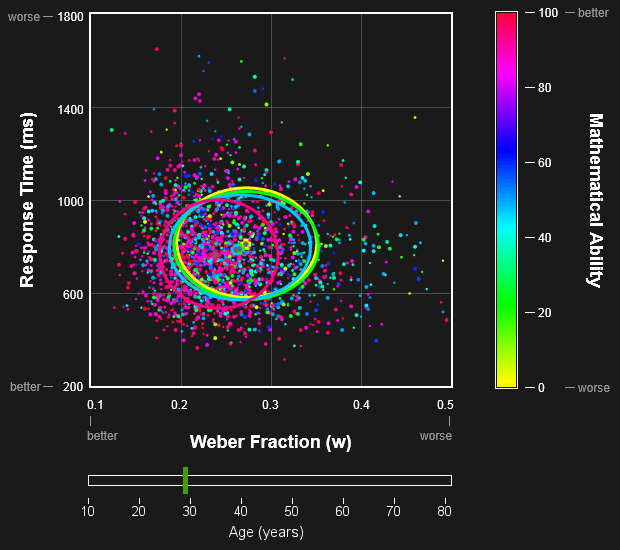 worse
1800
1400
1000
600
better
200
Response Time (ms)
0.1
0.2
0.3
0.4
0.5
better
worse
Weber Fraction (w)
10
20
30
40
50
60
70
80
Age (years)
100
better
80
60
40
20
0
worse
Mathematical Ability